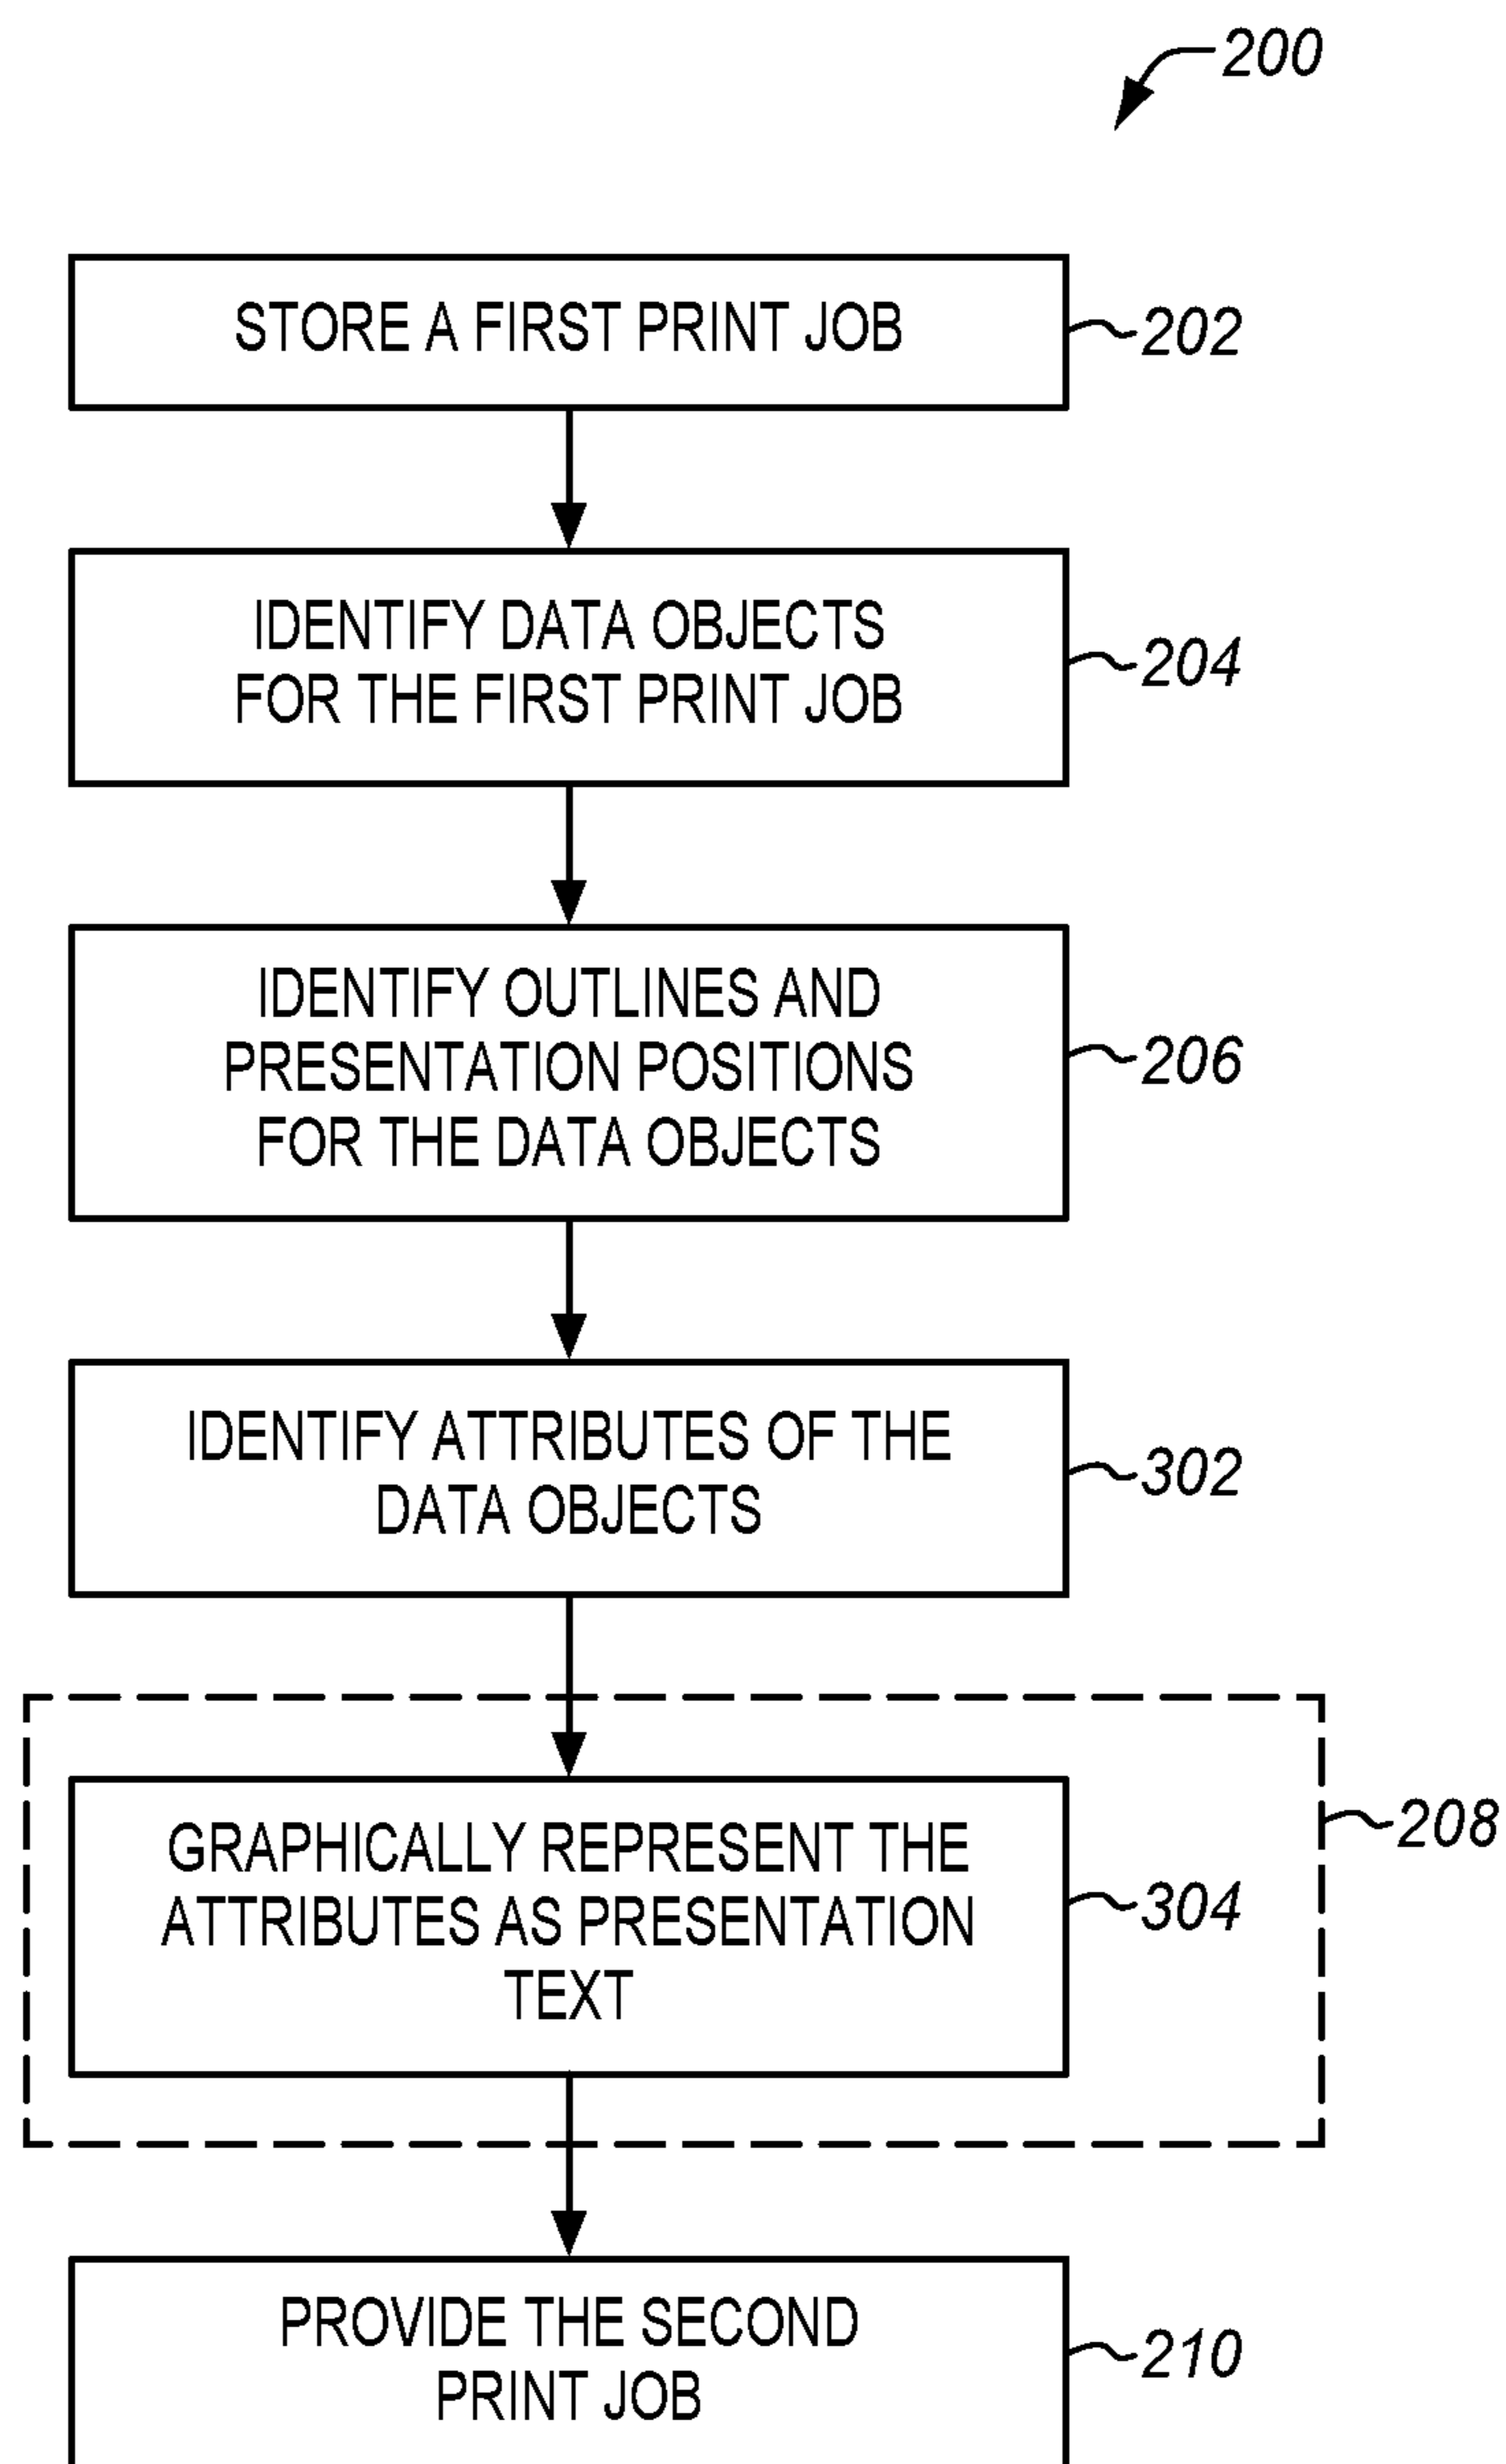 200
STORE A FIRST PRINT JOB
202
IDENTIFY DATA OBJECTS
FOR THE FIRST PRINT JOB
204
IDENTIFY OUTLINES AND
PRESENTATION POSITIONS
FOR THE DATA OBJECTS
206
IDENTIFY ATTRIBUTES OF THE
DATA OBJECTS
302
208
GRAPHICALLY REPRESENT THE
ATTRIBUTES AS PRESENTATION
TEXT
304
PROVIDE THE SECOND
PRINT JOB
210